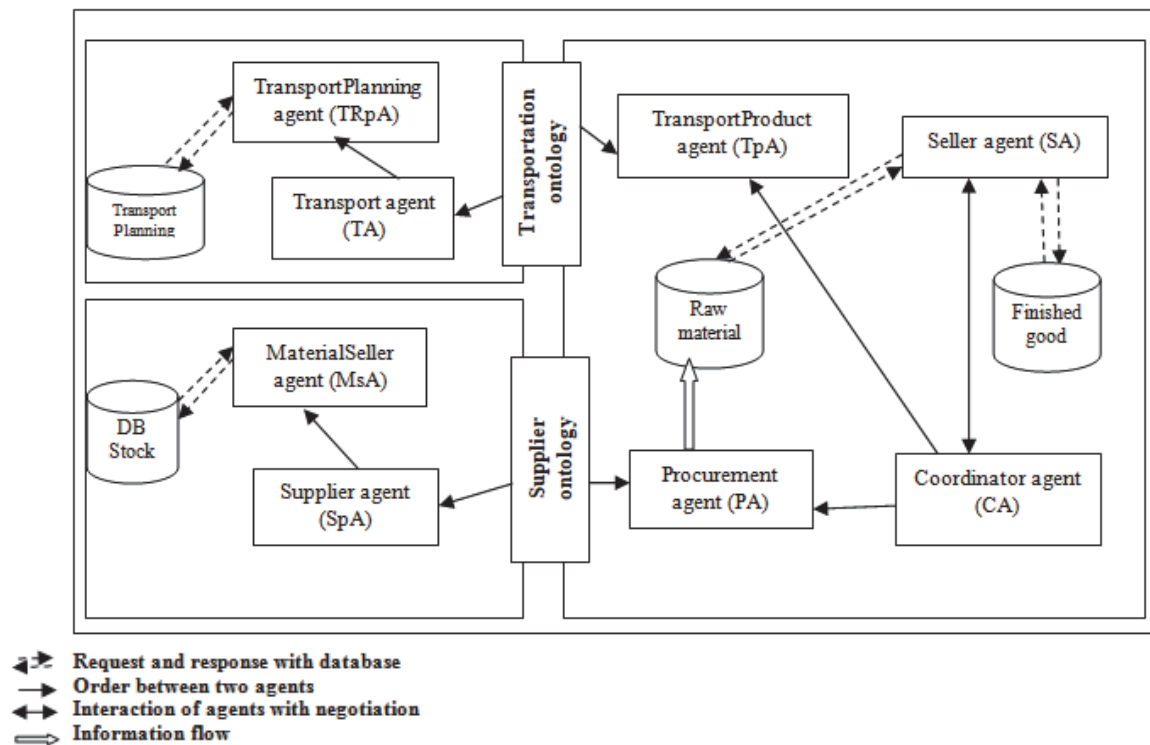 TransportPlanning
agent (TRpA)
Transport
Planning
Transport agent
(TA)
Transportation
ontology
TransportProduct
agent (TpA)
Seller agent (SA)
Raw
material
Finished
good
MaterialSeller
agent (MsA)
DB
Stock
Supplier agent
(SpA)
Supplier
ontology
Procurement
agent (PA)
Coordinator agent
(CA)
Request and response with database
Order between two agents
Interaction of agents with negotiation
Information flow